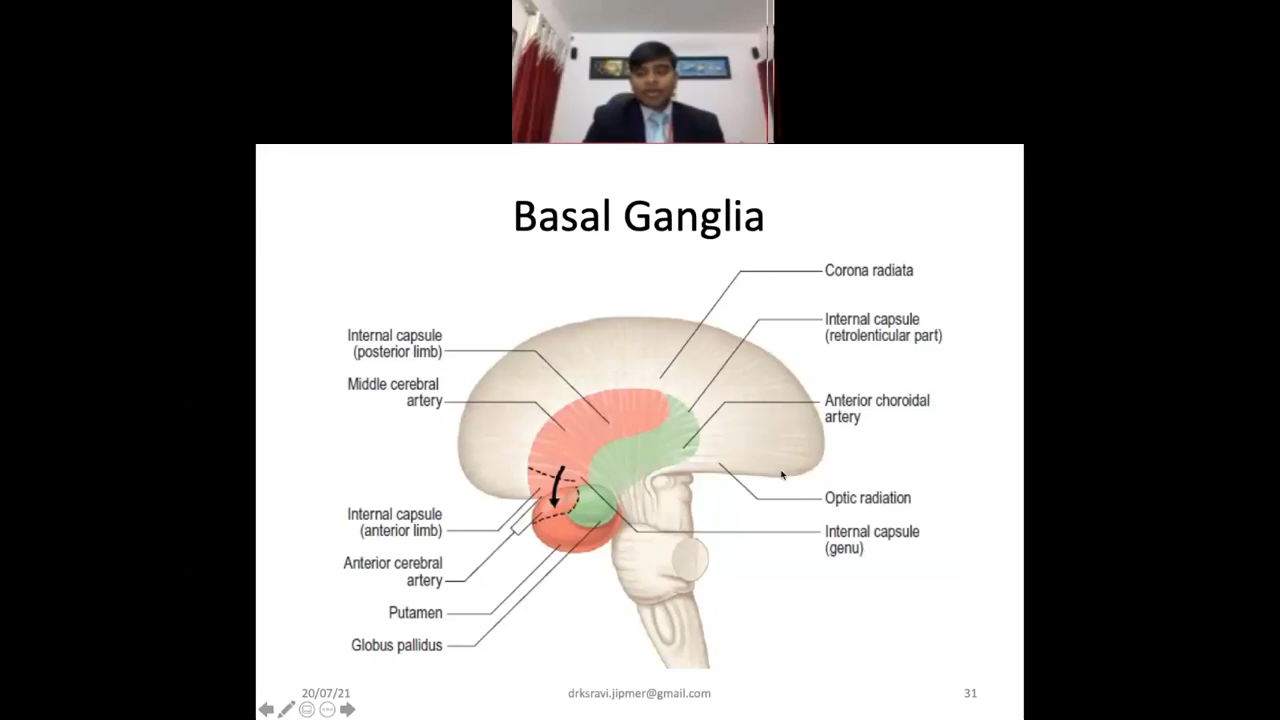 Basal Ganglia
Corona radiata
Internal capsule
(retrolenticular part)
Internal capsule
(posterior limb)
Middle cerebral
artery
Anterior choroidal
artery
Optic radiation
Internal capsule
(anterior limb)
Internal capsule
(genu)
Anterior cerebral
artery
Putamen
Globus pallidus
20/07/21
drksravi.jipmer@gmail.com
31